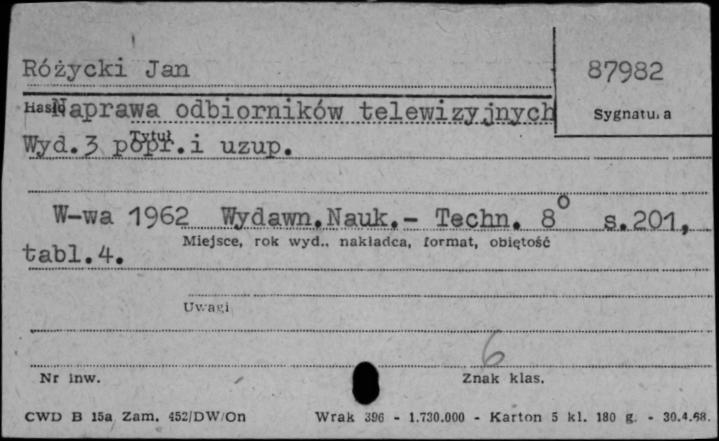 Różycki Jan
87982
Hasło
Naprawa odbiorników telewizyjnych
Sygnatura
Tytuł
Wyd.3 popr.i uzup.
W-wa 1962 Wydawn.Nauk.- Techn. 8° s.201,
Miejsce, rok wyd., nakładca, format, objętość
tabl.4.
Uwagi
6
Nr inw.
Znak klas.
CWD B 15a Zam. 452/DW/On Wrak 396 - 1.730.000 - Karton 5 kl. 180 g. - 30.4.68.